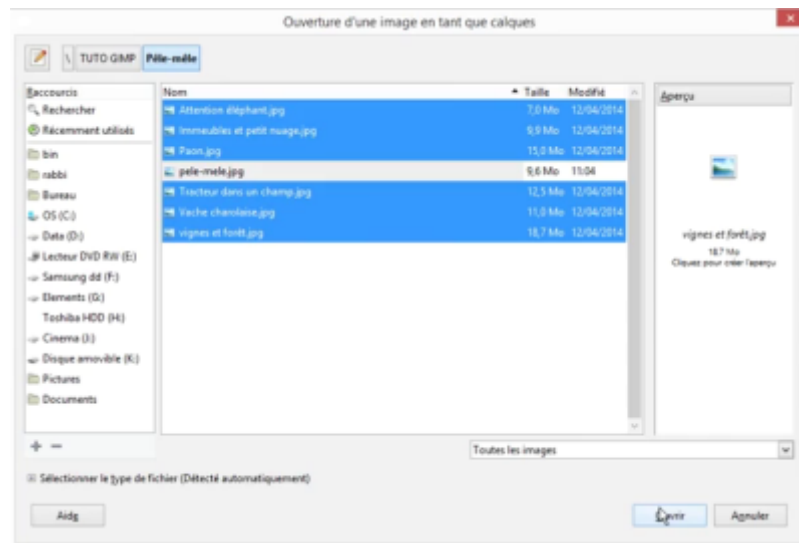 Ouverture d'une image en tant que calques
\ TUTO GIMP Pêle-mêle
Raccourcis
Rechercher
Récemment utilisés
bin
rabbi
Bureau
OS (C:)
Data (D:)
Lecteur DVD RW (E:)
Samsung dd (F:)
Elements (G:)
Toshiba HDD (H:)
Cinema (I:)
Disque amovible (K:)
Pictures
Documents
Nom Taille Modifié
Attention éléphant.jpg 7,0 Mo 12/04/2014
Immeubles et petit nuage.jpg 9,9 Mo 12/04/2014
Paon.jpg 15,0 Mo 12/04/2014
pele-mele.jpg 9,6 Mo 11:04
Tracteur dans un champ.jpg 12,5 Mo 12/04/2014
Vache charolaise.jpg 11,0 Mo 12/04/2014
vignes et forêt.jpg 18,7 Mo 12/04/2014
Aperçu
vignes et forêt.jpg
18,7 Mo
Cliquez pour créer l'aperçu
+ −
Toutes les images
Sélectionner le type de fichier (Détecté automatiquement)
Aide
Ouvrir
Annuler